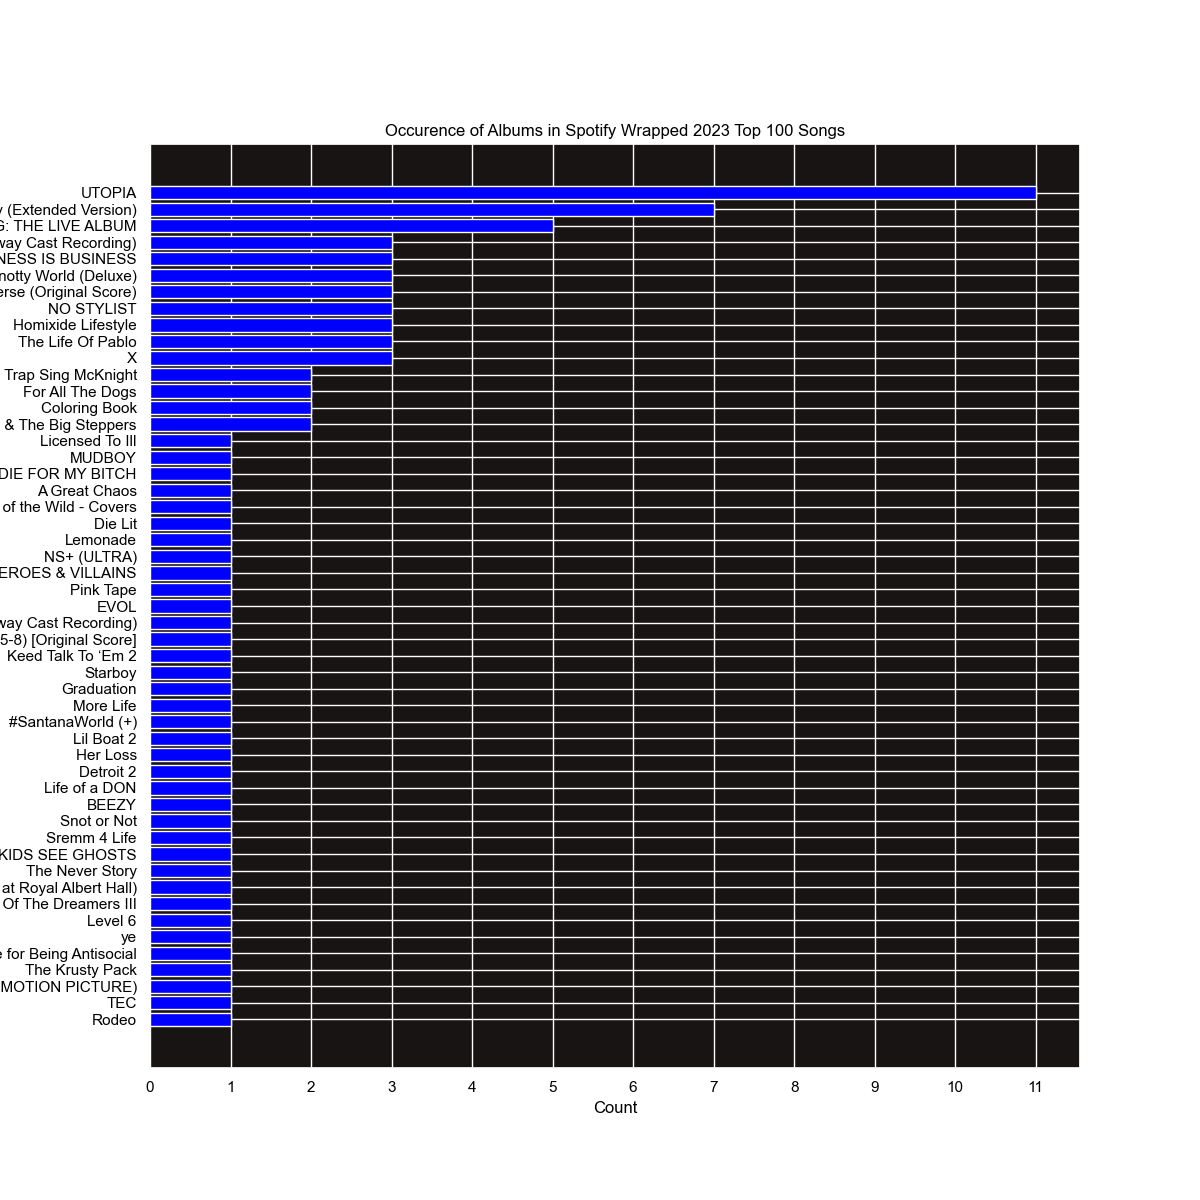 Occurence of Albums in Spotify Wrapped 2023 Top 100 Songs
UTOPIA
(Extended Version)
THE LIVE ALBUM
Cast Recording)
IS BUSINESS
World (Deluxe)
(Original Score)
NO STYLIST
Homixide Lifestyle
The Life Of Pablo
X
Trap Sing McKnight
For All The Dogs
Coloring Book
& The Big Steppers
Licensed To Ill
MUDBOY
DIE FOR MY BITCH
A Great Chaos
of the Wild - Covers
Die Lit
Lemonade
NS+ (ULTRA)
& VILLAINS
Pink Tape
EVOL
Cast Recording)
5-8) [Original Score]
Keed Talk To ‘Em 2
Starboy
Graduation
More Life
#SantanaWorld (+)
Lil Boat 2
Her Loss
Detroit 2
Life of a DON
BEEZY
Snot or Not
Sremm 4 Life
KIDS SEE GHOSTS
The Never Story
at Royal Albert Hall)
Of The Dreamers III
Level 6
ye
for Being Antisocial
The Krusty Pack
MOTION PICTURE)
TEC
Rodeo
0 1 2 3 4 5 6 7 8 9 10 11
Count